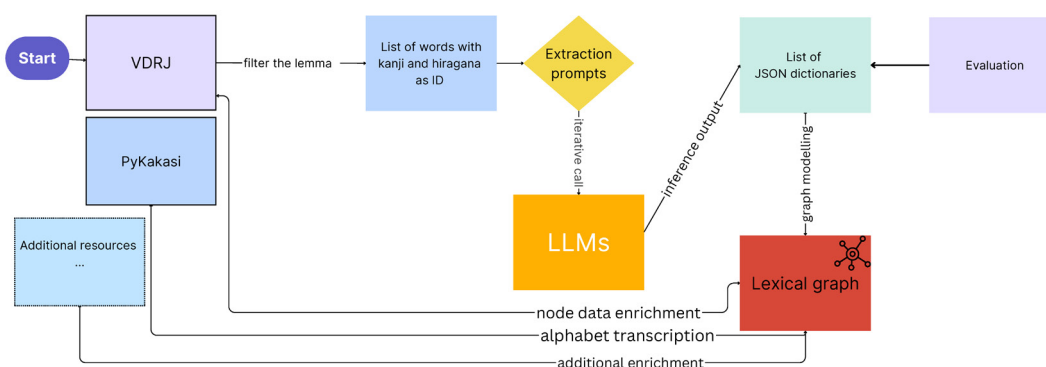 Start
VDRJ
filter the lemma
List of words with
kanji and hiragana
as ID
Extraction
prompts
List of
JSON dictionaries
Evaluation
PyKakasi
iterative call
inference output
graph modelling
LLMs
Additional resources
...
Lexical graph
node data enrichment
alphabet transcription
additional enrichment